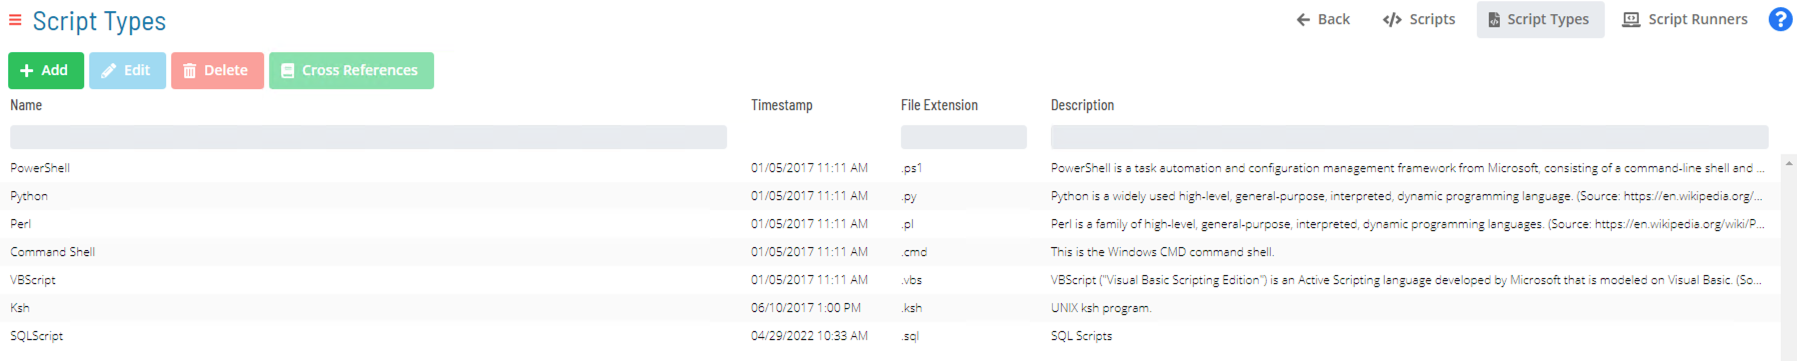 Script Types
Back Scripts Script Types Script Runners ?
Add Edit Delete Cross References
Name Timestamp File Extension Description
PowerShell 01/05/2017 11:11 AM .ps1 PowerShell is a task automation and configuration management framework from Microsoft, consisting of a command-line shell and ...
Python 01/05/2017 11:11 AM .py Python is a widely used high-level, general-purpose, interpreted, dynamic programming language. (Source: https://en.wikipedia.org/...
Perl 01/05/2017 11:11 AM .pl Perl is a family of high-level, general-purpose, interpreted, dynamic programming languages. (Source: https://en.wikipedia.org/wiki/P...
Command Shell 01/05/2017 11:11 AM .cmd This is the Windows CMD command shell.
VBScript 01/05/2017 11:11 AM .vbs VBScript ("Visual Basic Scripting Edition") is an Active Scripting language developed by Microsoft that is modeled on Visual Basic. (So...
Ksh 06/10/2017 1:00 PM .ksh UNIX ksh program.
SQLScript 04/29/2022 10:33 AM .sql SQL Scripts